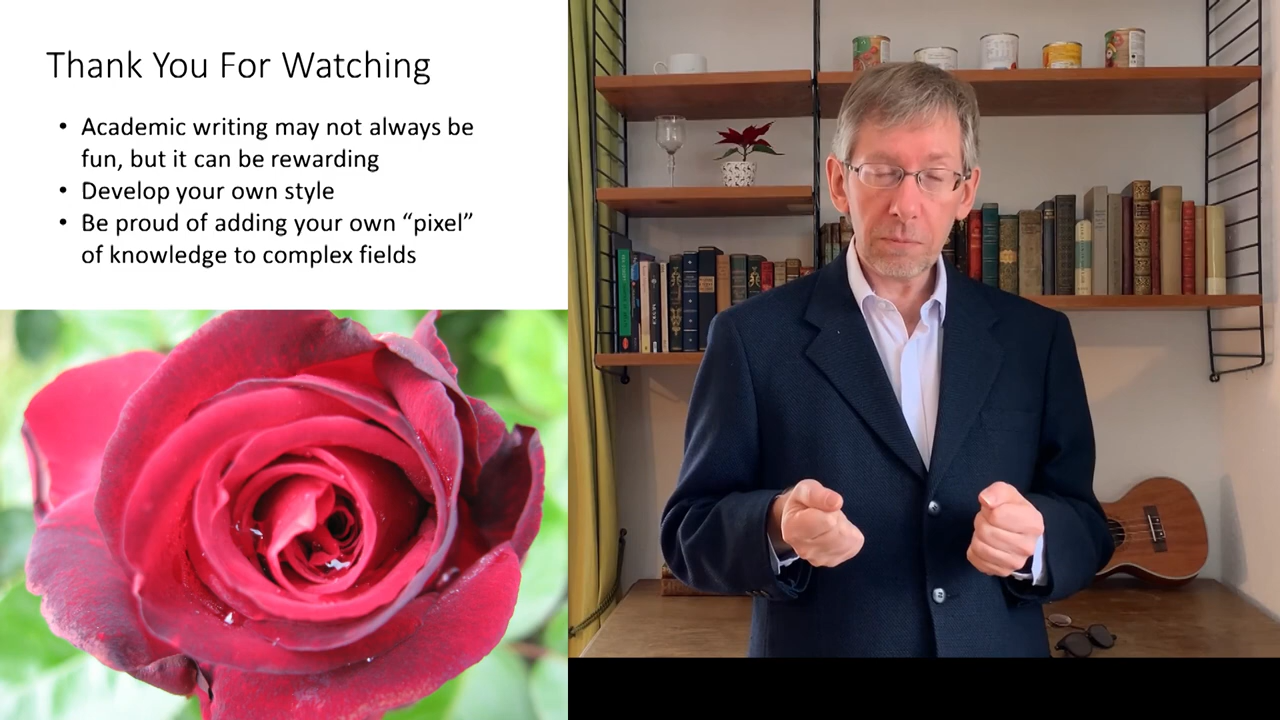 Thank You For Watching
• Academic writing may not always be
fun, but it can be rewarding
• Develop your own style
• Be proud of adding your own “pixel”
of knowledge to complex fields